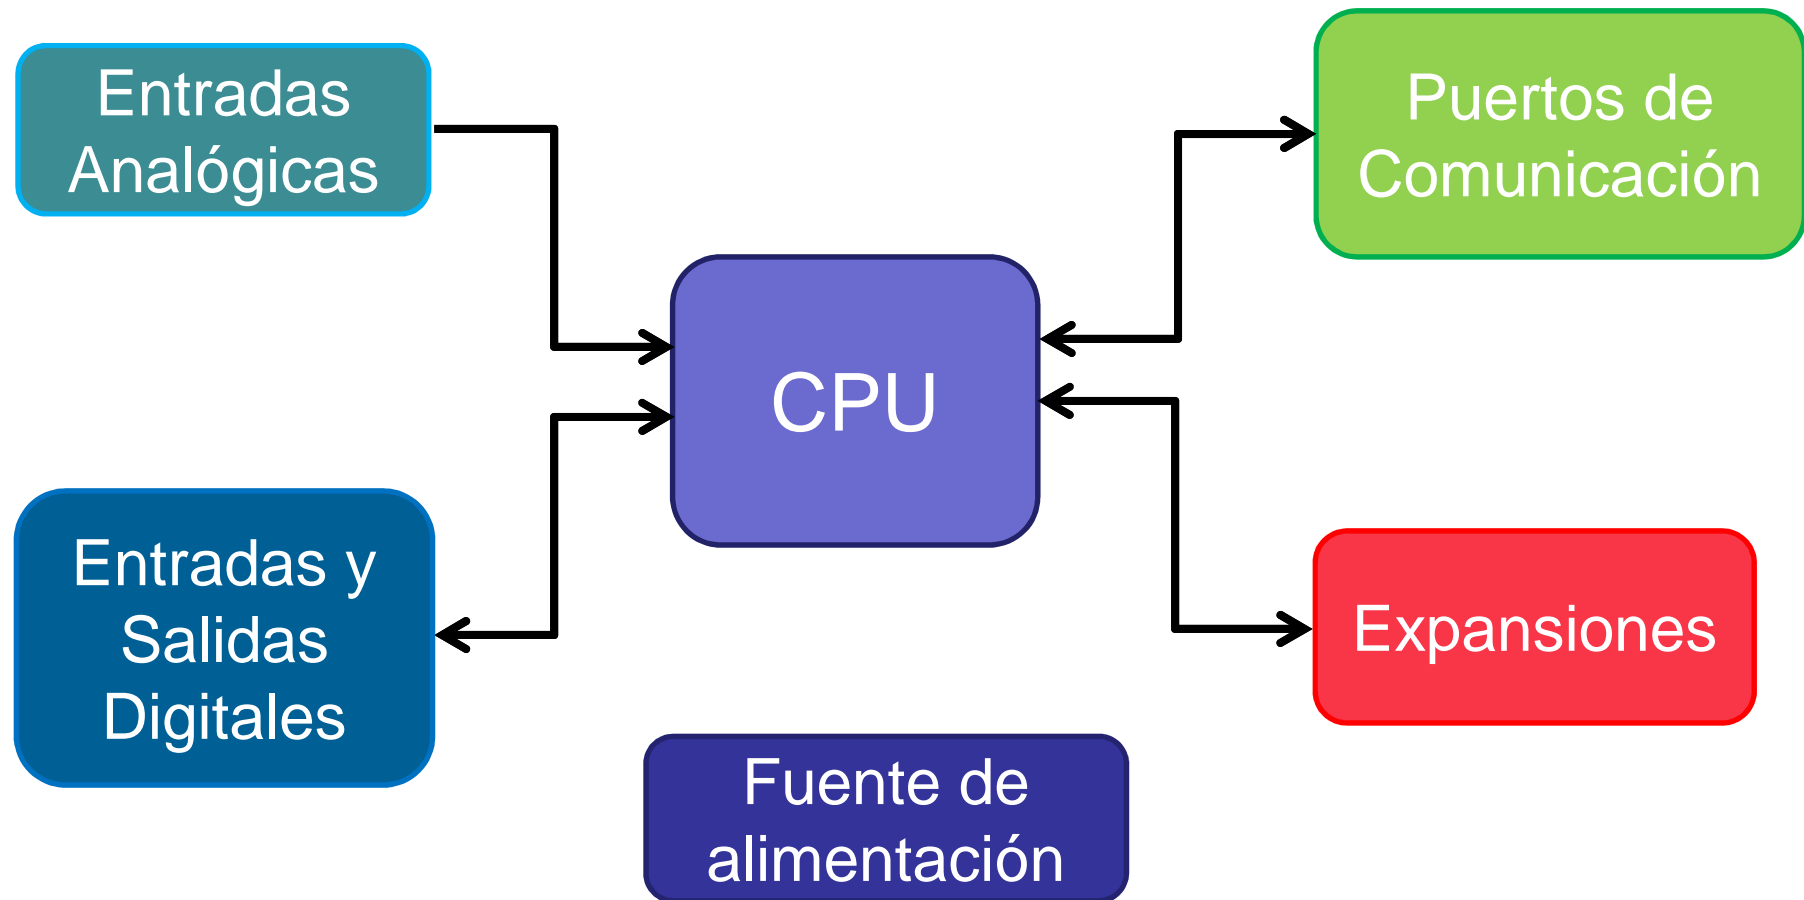 Entradas
Analógicas
Puertos de
Comunicación
CPU
Entradas y
Salidas
Digitales
Expansiones
Fuente de
alimentación